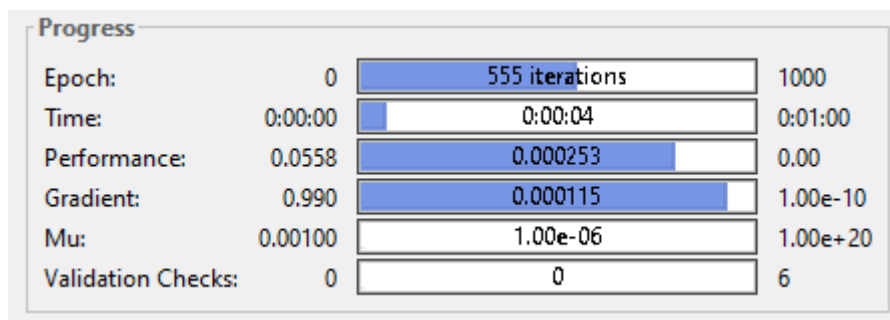 Progress
Epoch: 0 555 iterations 1000
Time: 0:00:00 0:00:04 0:01:00
Performance: 0.0558 0.000253 0.00
Gradient: 0.990 0.000115 1.00e-10
Mu: 0.00100 1.00e-06 1.00e+20
Validation Checks: 0 0 6